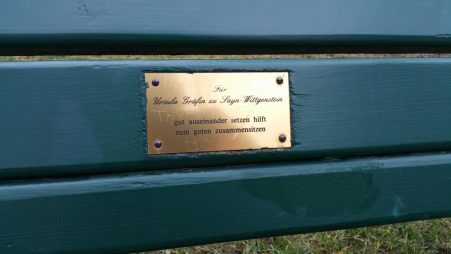 Für
Ursula Gräfin zu Sayn-Wittgenstein
gut auseinander setzen hilft
zum guten zusammensitzen